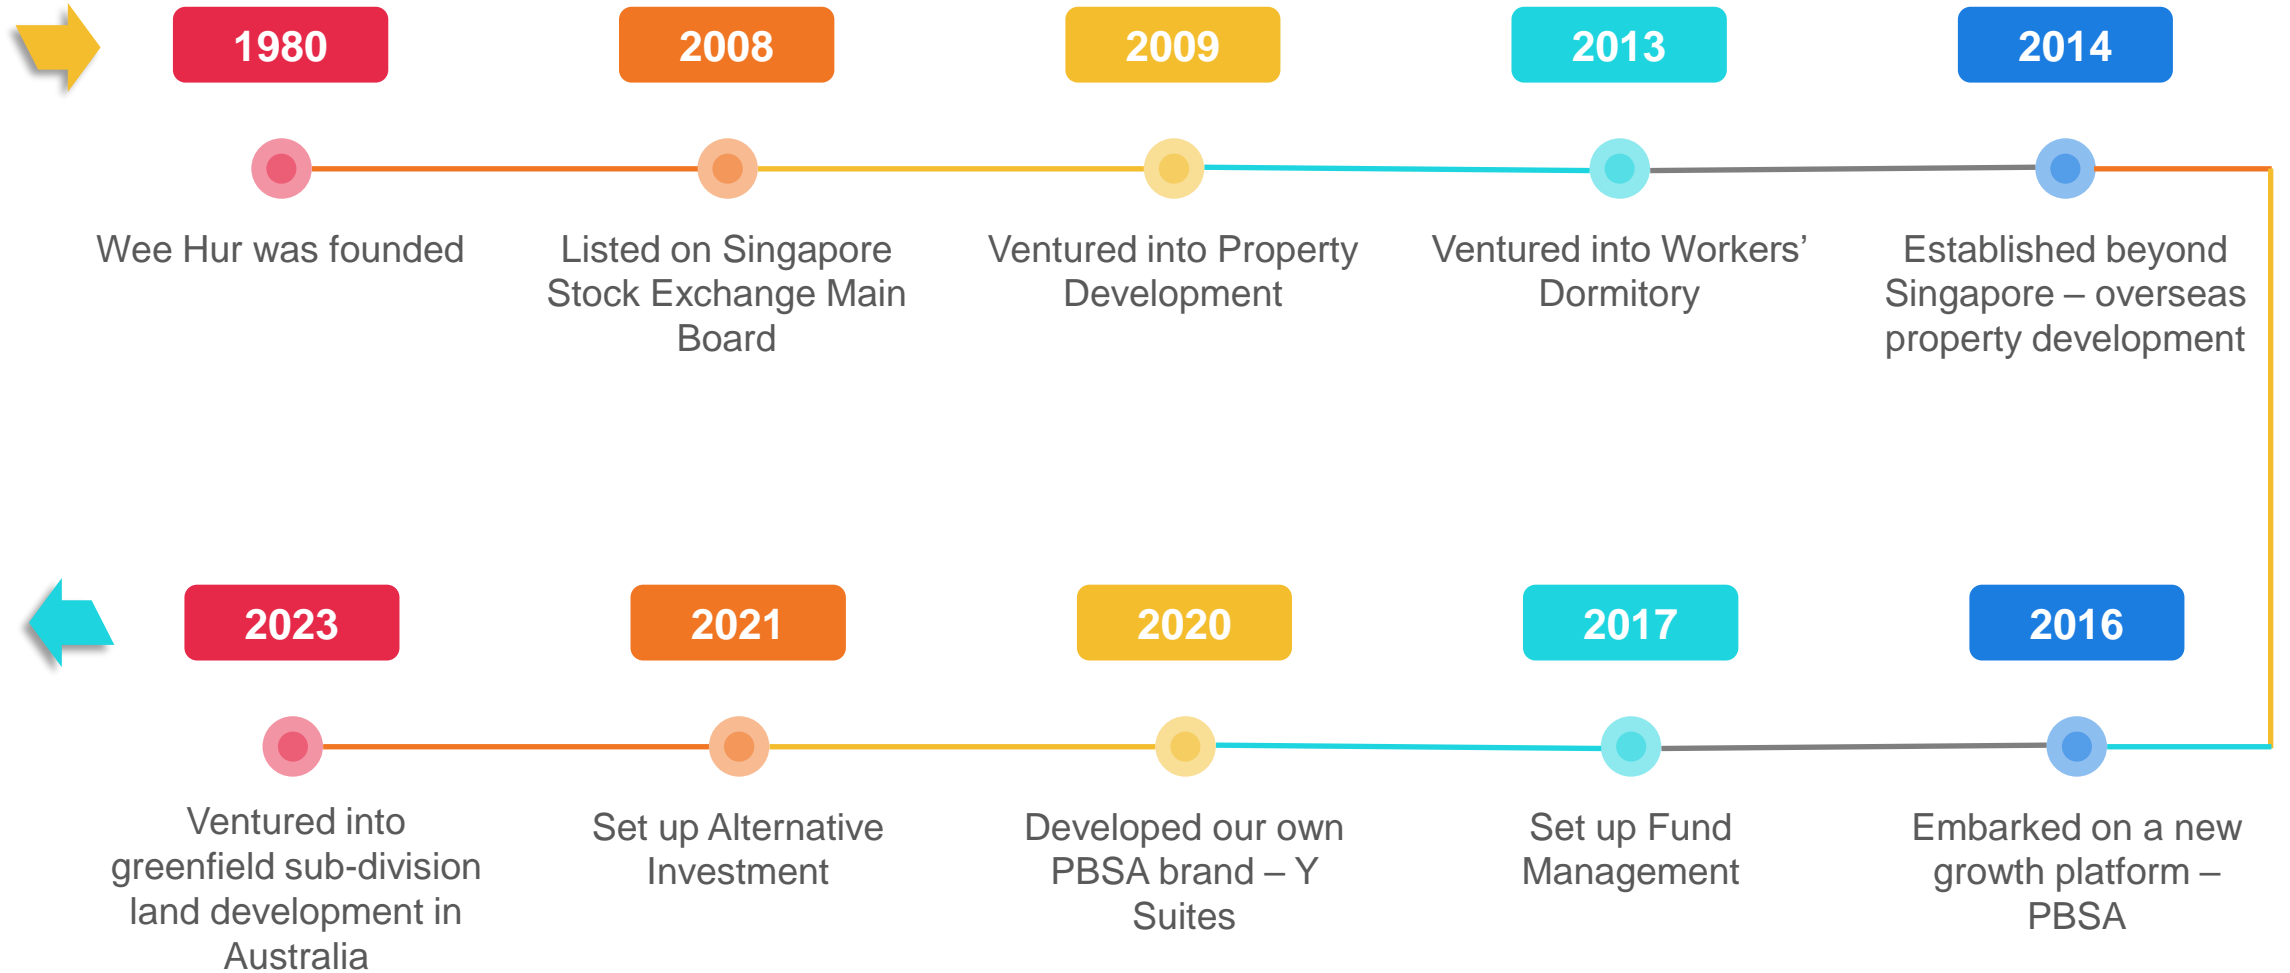 1980
Wee Hur was founded
2008
Listed on Singapore
Stock Exchange Main
Board
2009
Ventured into Property
Development
2013
Ventured into Workers’
Dormitory
2014
Established beyond
Singapore – overseas
property development
2016
Embarked on a new
growth platform –
PBSA
2017
Set up Fund
Management
2020
Developed our own
PBSA brand – Y
Suites
2021
Set up Alternative
Investment
2023
Ventured into
greenfield sub-division
land development in
Australia